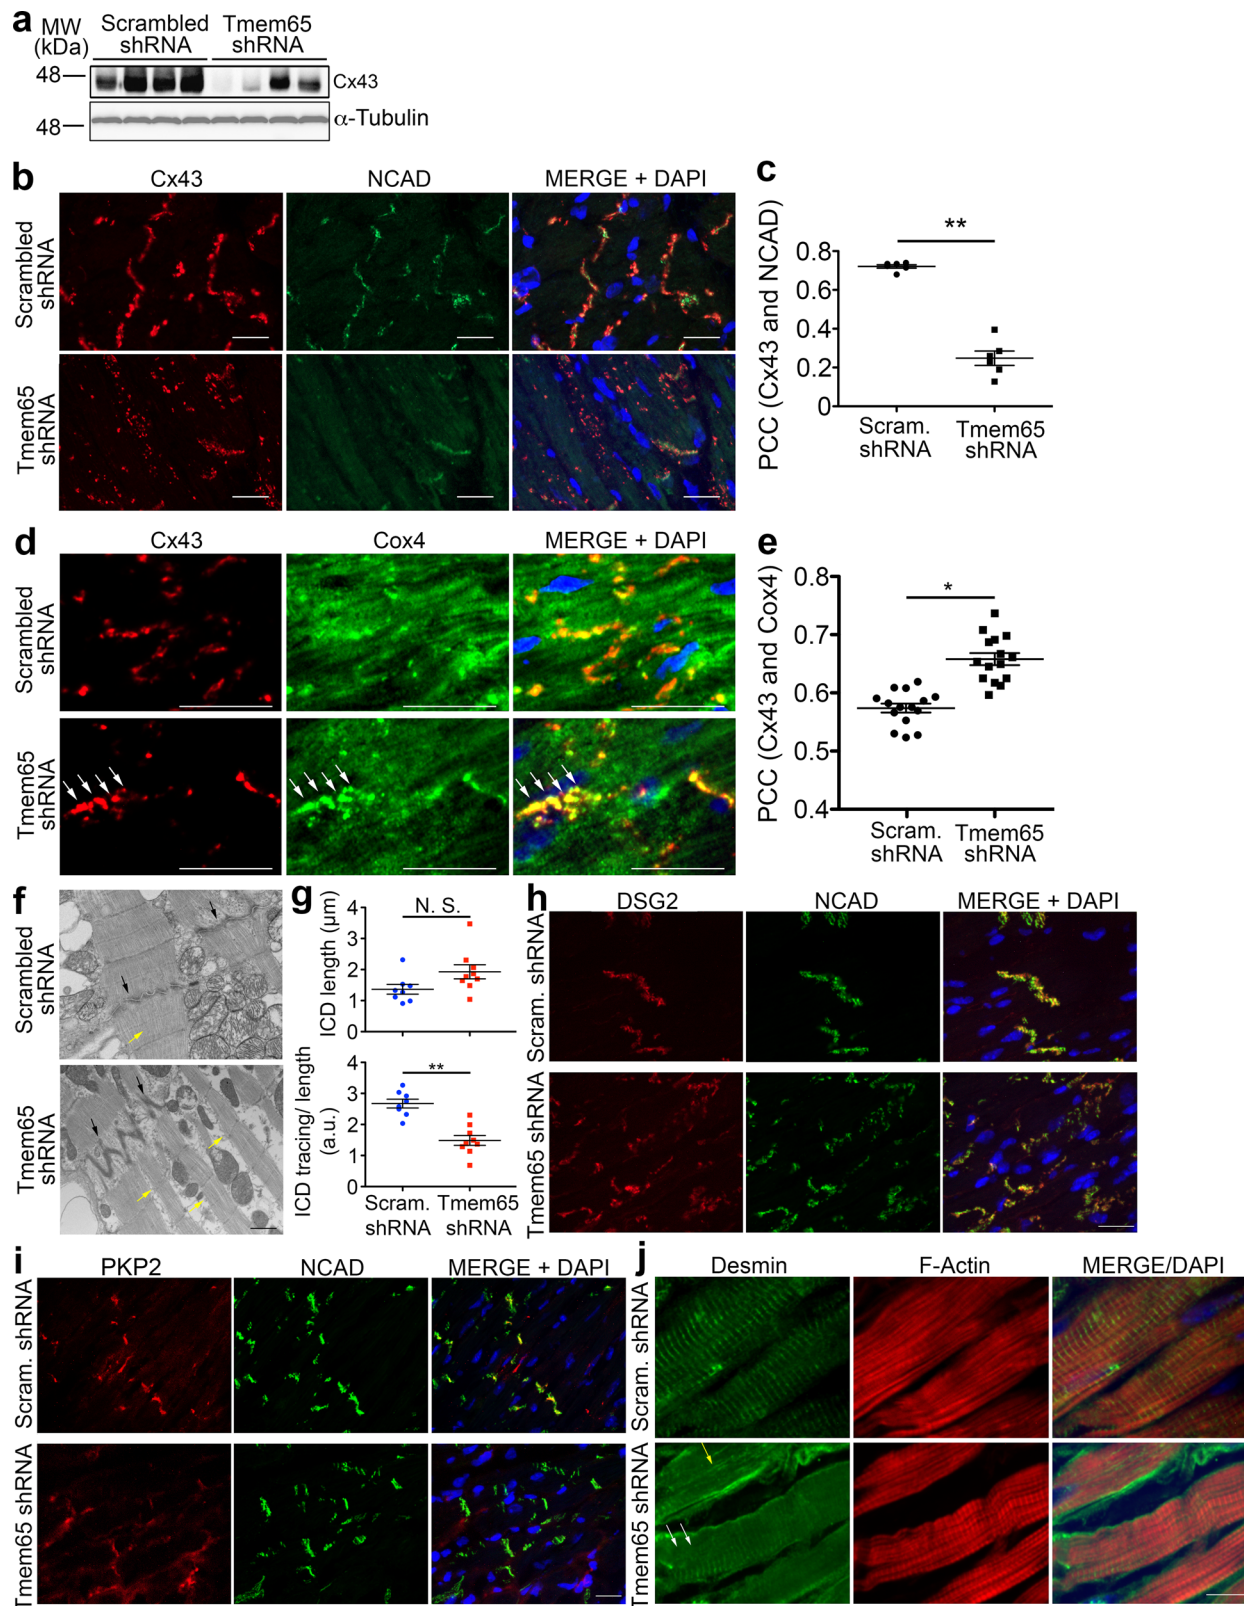 a
MW
(kDa)
Scrambled
shRNA
Tmem65
shRNA
48
Cx43
48
α-Tubulin
b
Cx43
NCAD
MERGE + DAPI
Scrambled
shRNA
Tmem65
shRNA
c
**
PCC (Cx43 and NCAD)
0.8
0.6
0.4
0.2
0
Scram.
shRNA
Tmem65
shRNA
d
Cx43
Cox4
MERGE + DAPI
Scrambled
shRNA
Tmem65
shRNA
e
*
PCC (Cx43 and Cox4)
0.8
0.7
0.6
0.5
0.4
Scram.
shRNA
Tmem65
shRNA
f
Scrambled
shRNA
Tmem65
shRNA
g
N. S.
ICD length (μm)
4
3
2
1
0
**
ICD tracing/ length
(a.u.)
4
3
2
1
0
Scram.
shRNA
Tmem65
shRNA
h
DSG2
NCAD
MERGE + DAPI
Scram. shRNA
Tmem65 shRNA
i
PKP2
NCAD
MERGE + DAPI
Scram. shRNA
Tmem65 shRNA
j
Desmin
F-Actin
MERGE/DAPI
Scram. shRNA
Tmem65 shRNA